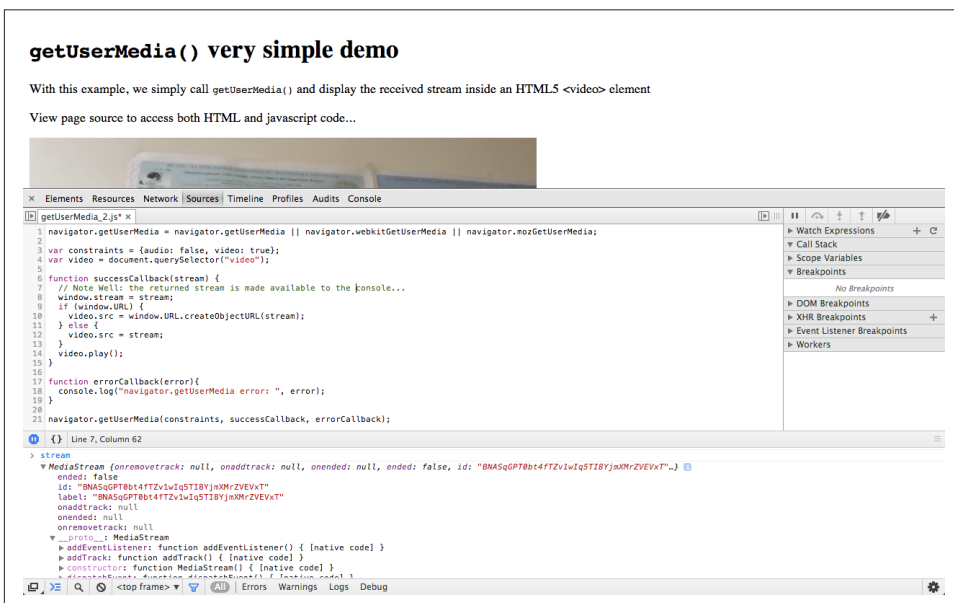 getUserMedia() very simple demo
With this example, we simply call getUserMedia() and display the received stream inside an HTML5 <video> element
View page source to access both HTML and javascript code...
× Elements Resources Network Sources Timeline Profiles Audits Console
getUserMedia_2.js* ×
1 navigator.getUserMedia = navigator.getUserMedia || navigator.webkitGetUserMedia || navigator.mozGetUserMedia;
2
3 var constraints = {audio: false, video: true};
4 var video = document.querySelector("video");
5
6 function successCallback(stream) {
7 // Note Well: the returned stream is made available to the console...
8 window.stream = stream;
9 if (window.URL) {
10 video.src = window.URL.createObjectURL(stream);
11 } else {
12 video.src = stream;
13 }
14 video.play();
15 }
16
17 function errorCallback(error){
18 console.log("navigator.getUserMedia error: ", error);
19 }
20
21 navigator.getUserMedia(constraints, successCallback, errorCallback);
Watch Expressions + C
Call Stack
Scope Variables
Breakpoints
No Breakpoints
DOM Breakpoints
XHR Breakpoints +
Event Listener Breakpoints
Workers
{} Line 7, Column 62
> stream
▼ MediaStream {onremovetrack: null, onaddtrack: null, onended: null, ended: false, id: "BNASqGPT0bt4fTZv1wIq5TI8YjmXMrZVEVxT"…}
ended: false
id: "BNASqGPT0bt4fTZv1wIq5TI8YjmXMrZVEVxT"
label: "BNASqGPT0bt4fTZv1wIq5TI8YjmXMrZVEVxT"
onaddtrack: null
onended: null
onremovetrack: null
▼ __proto__: MediaStream
▶ addEventListener: function addEventListener() { [native code] }
▶ addTrack: function addTrack() { [native code] }
▶ constructor: function MediaStream() { [native code] }
▶ dispatchEvent: function dispatchEvent() { [native code] }
<top frame> ▼ All Errors Warnings Logs Debug